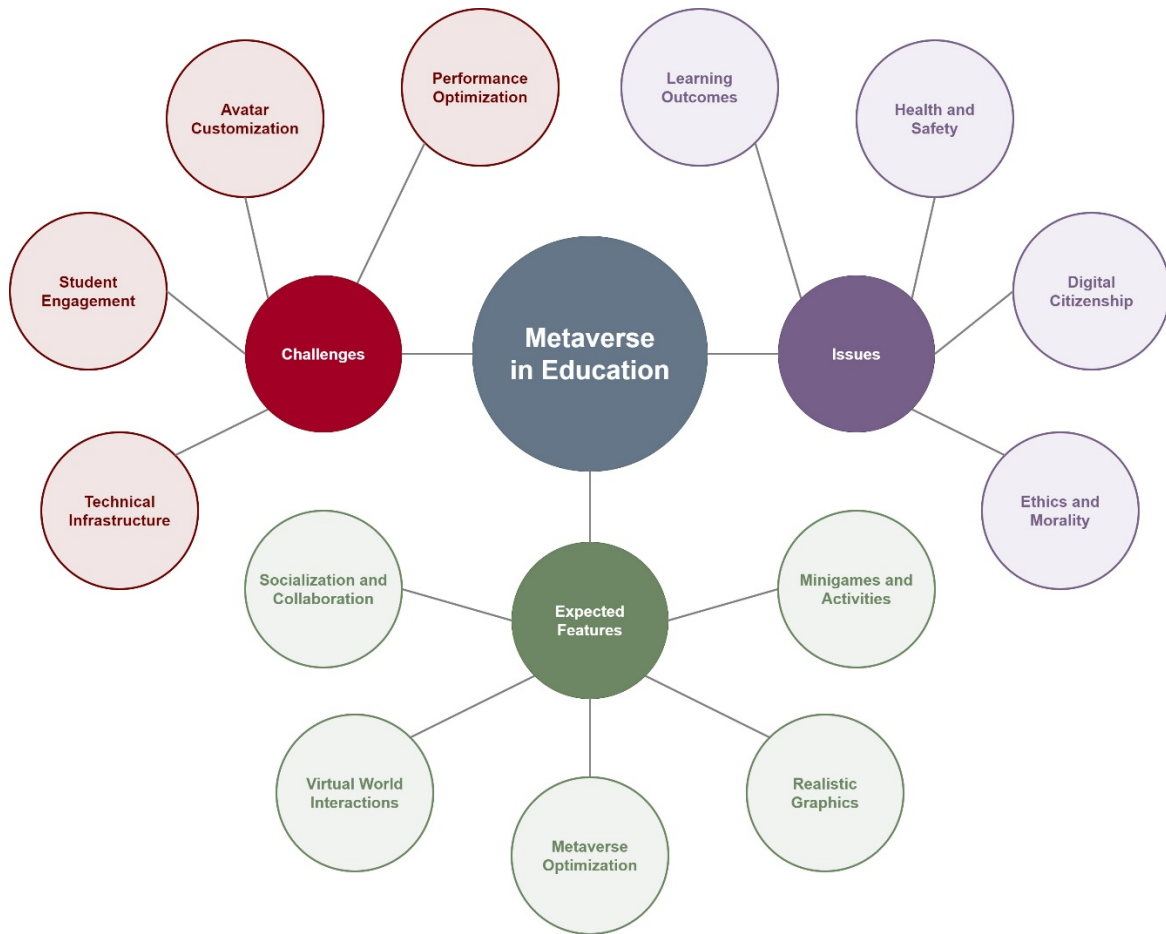 Performance
Optimization
Learning
Outcomes
Avatar
Customization
Health and
Safety
Student
Engagement
Digital
Citizenship
Metaverse
in Education
Challenges
Issues
Technical
Infrastructure
Ethics and
Morality
Socialization and
Collaboration
Minigames and
Activities
Expected
Features
Virtual World
Interactions
Realistic
Graphics
Metaverse
Optimization